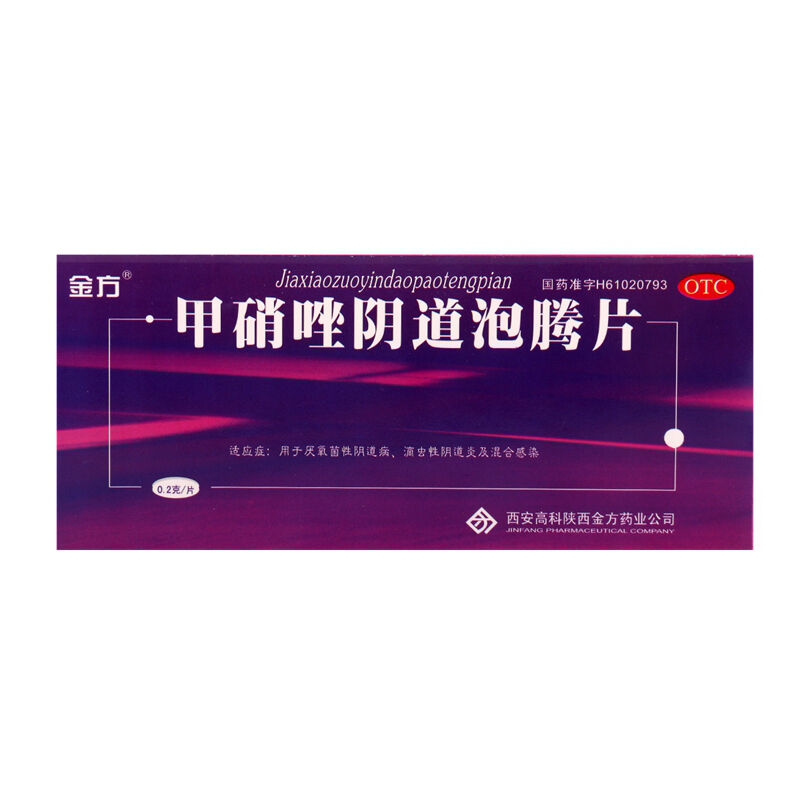 金方®
Jiaxiaozuoyindaopaotengpian
国药准字H61020793
OTC
甲硝唑阴道泡腾片
适应症:用于厌氧菌性阴道病、滴虫性阴道炎及混合感染
0.2克/片
西安高科陕西金方药业公司
JINFANG PHARMACEUTICAL COMPANY